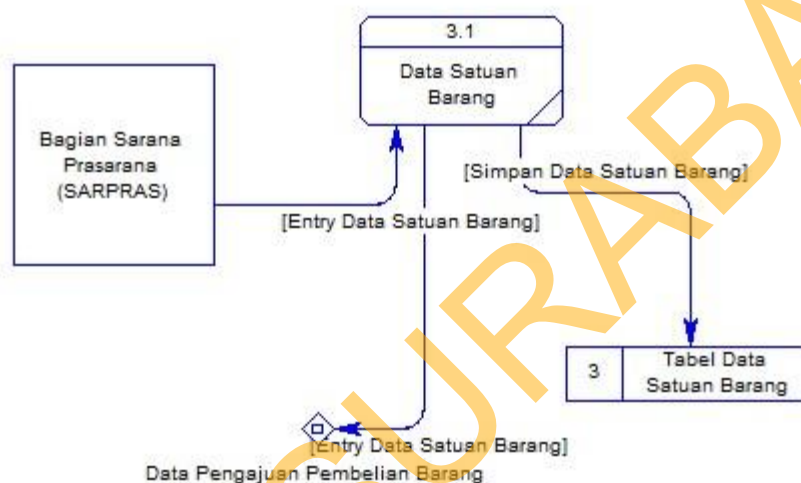 3.1
Data Satuan
Barang
Bagian Sarana
Prasarana
(SARPRAS)
[Simpan Data Satuan Barang]
[Entry Data Satuan Barang]
3
Tabel Data
Satuan Barang
[Entry Data Satuan Barang]
Data Pengajuan Pembelian Barang
SURABA